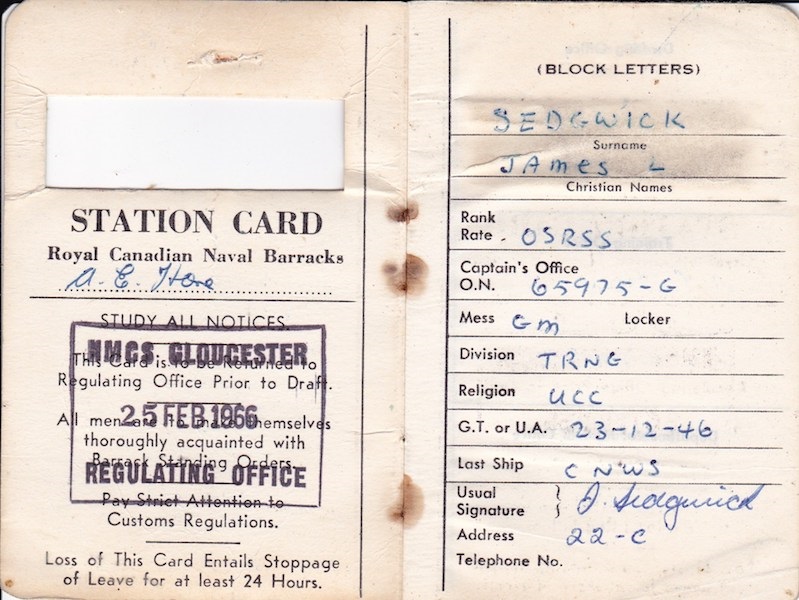 STATION CARD
Royal Canadian Naval Barracks
A. E. Hore
STUDY ALL NOTICES.
HMCS GLOUCESTER
This Card is to be Returned to
Regulating Office Prior to Draft.
25 FEB 1966
All men are to make themselves
thoroughly acquainted with
Barrack Standing Orders.
REGULATING OFFICE
Pay Strict Attention to
Customs Regulations.
Loss of This Card Entails Stoppage
of Leave for at least 24 Hours.
(BLOCK LETTERS)
SEDGWICK
Surname
JAmes L
Christian Names
Rank
Rate . OSRSS
Captain's Office
O.N. 65975-G
Mess Gm Locker
Division TRNG
Religion UCC
G.T. or U.A. 23-12-46
Last Ship CNWS
Usual
Signature } J. Sedgwick
Address 22-C
Telephone No.